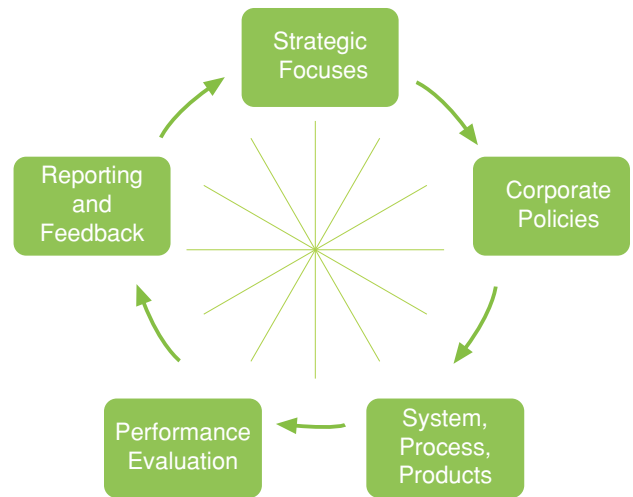 Strategic
Focuses
Corporate
Policies
System,
Process,
Products
Performance
Evaluation
Reporting
and
Feedback